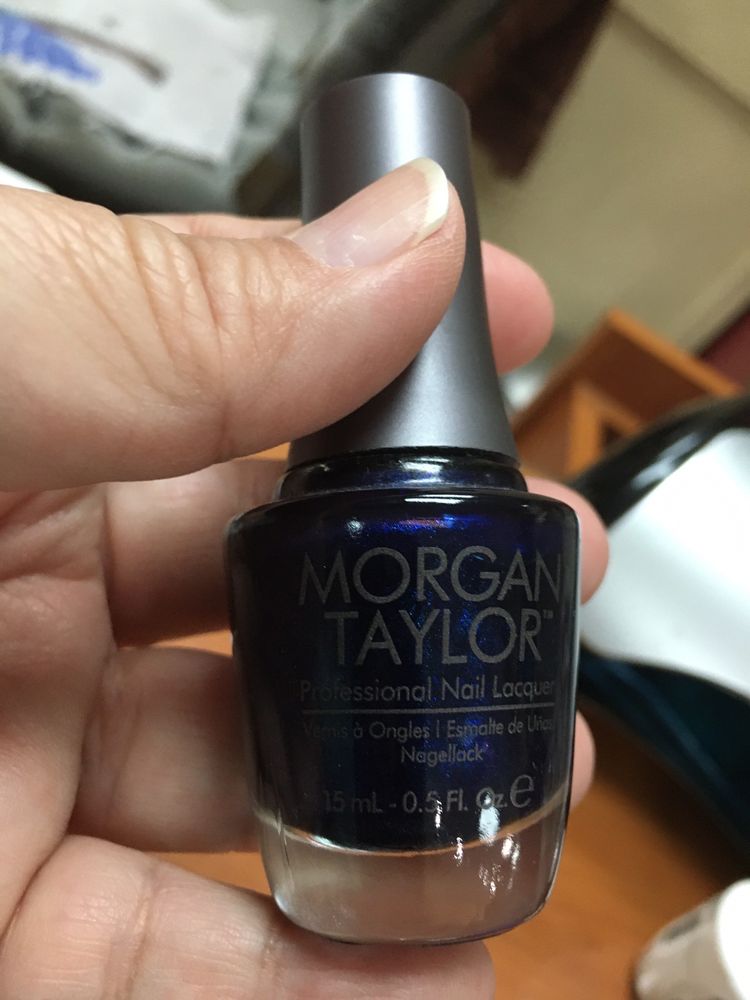 MORGAN
TAYLOR™
Professional Nail Lacquer
Vernis à Ongles | Esmalte de Uñas
Nagellack
15 mL - 0.5 Fl. Oz. ℮